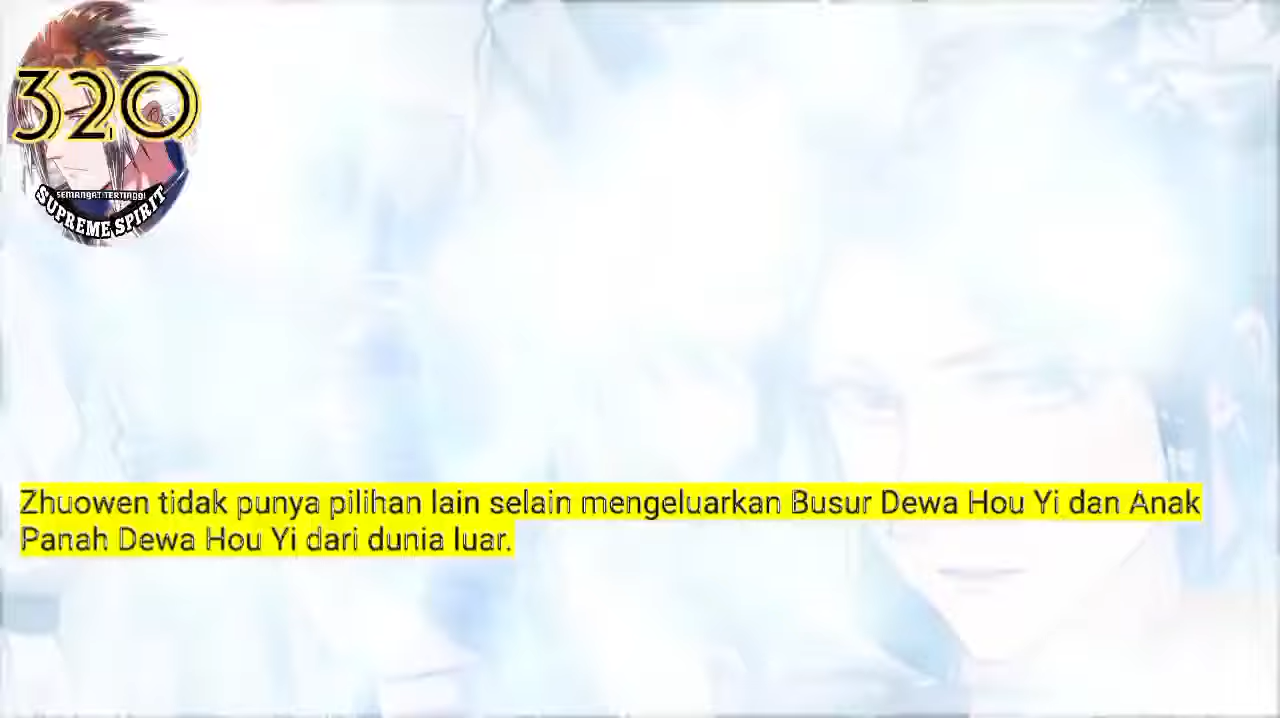 320
SEMANGAT TERTINGGI
SUPREME SPIRIT
Zhuowen tidak punya pilihan lain selain mengeluarkan Busur Dewa Hou Yi dan Anak
Panah Dewa Hou Yi dari dunia luar.